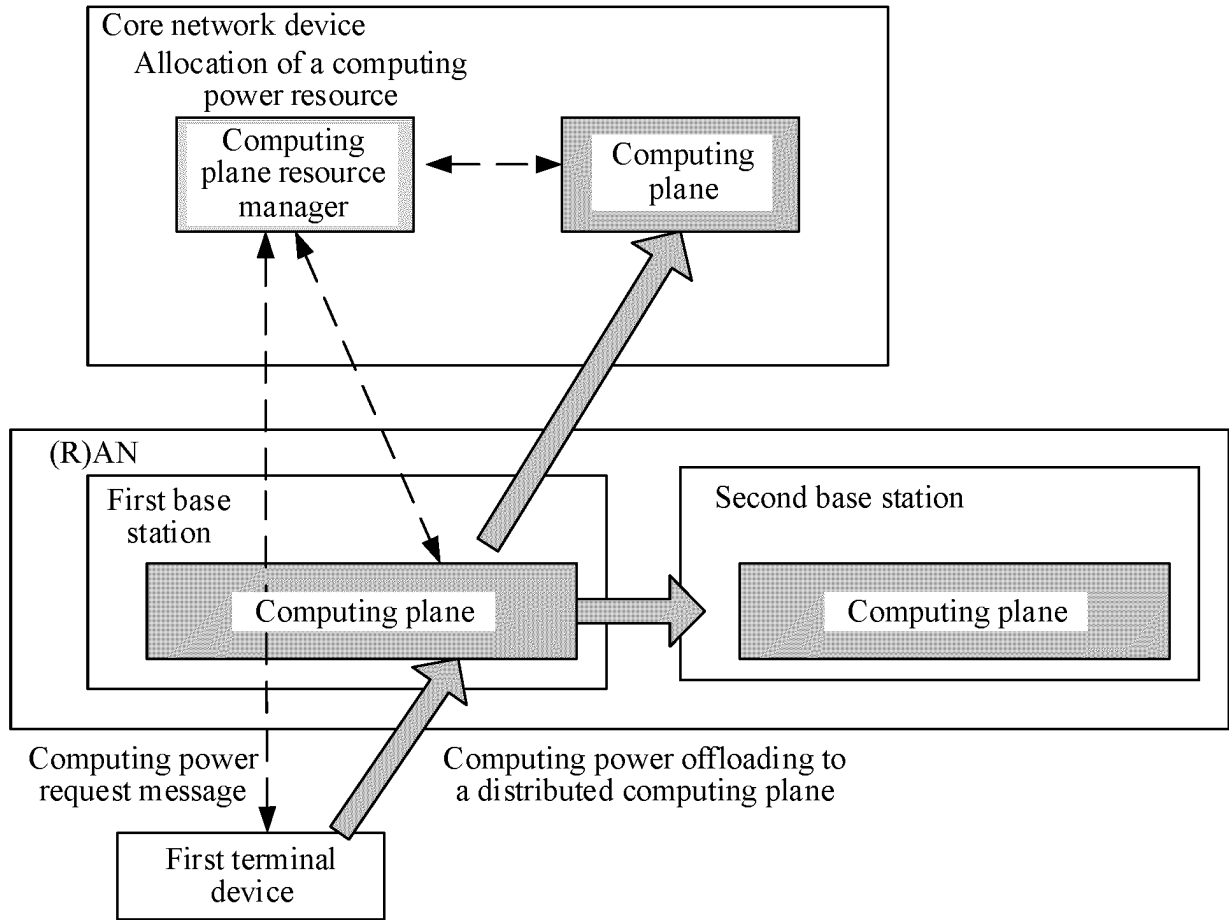 Core network device
Allocation of a computing
power resource
Computing
plane resource
manager
Computing
plane
(R)AN
First base
station
Computing plane
Second base station
Computing plane
Computing power
request message
Computing power offloading to
a distributed computing plane
First terminal
device